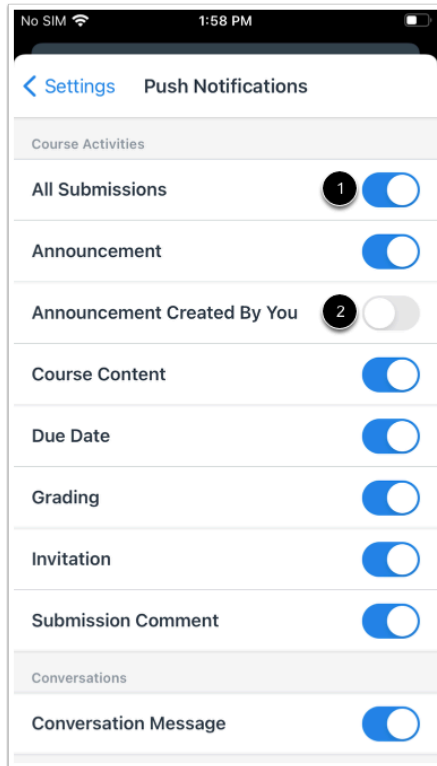 No SIM 1:58 PM
Settings Push Notifications
Course Activities
All Submissions 1
Announcement
Announcement Created By You 2
Course Content
Due Date
Grading
Invitation
Submission Comment
Conversations
Conversation Message